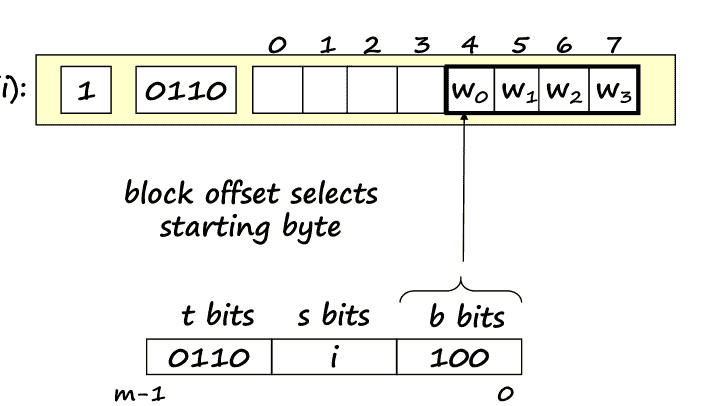 0 1 2 3 4 5 6 7
i): 1 0110 w0 w1 w2 w3
block offset selects
starting byte
t bits s bits b bits
0110 i 100
m-1 0